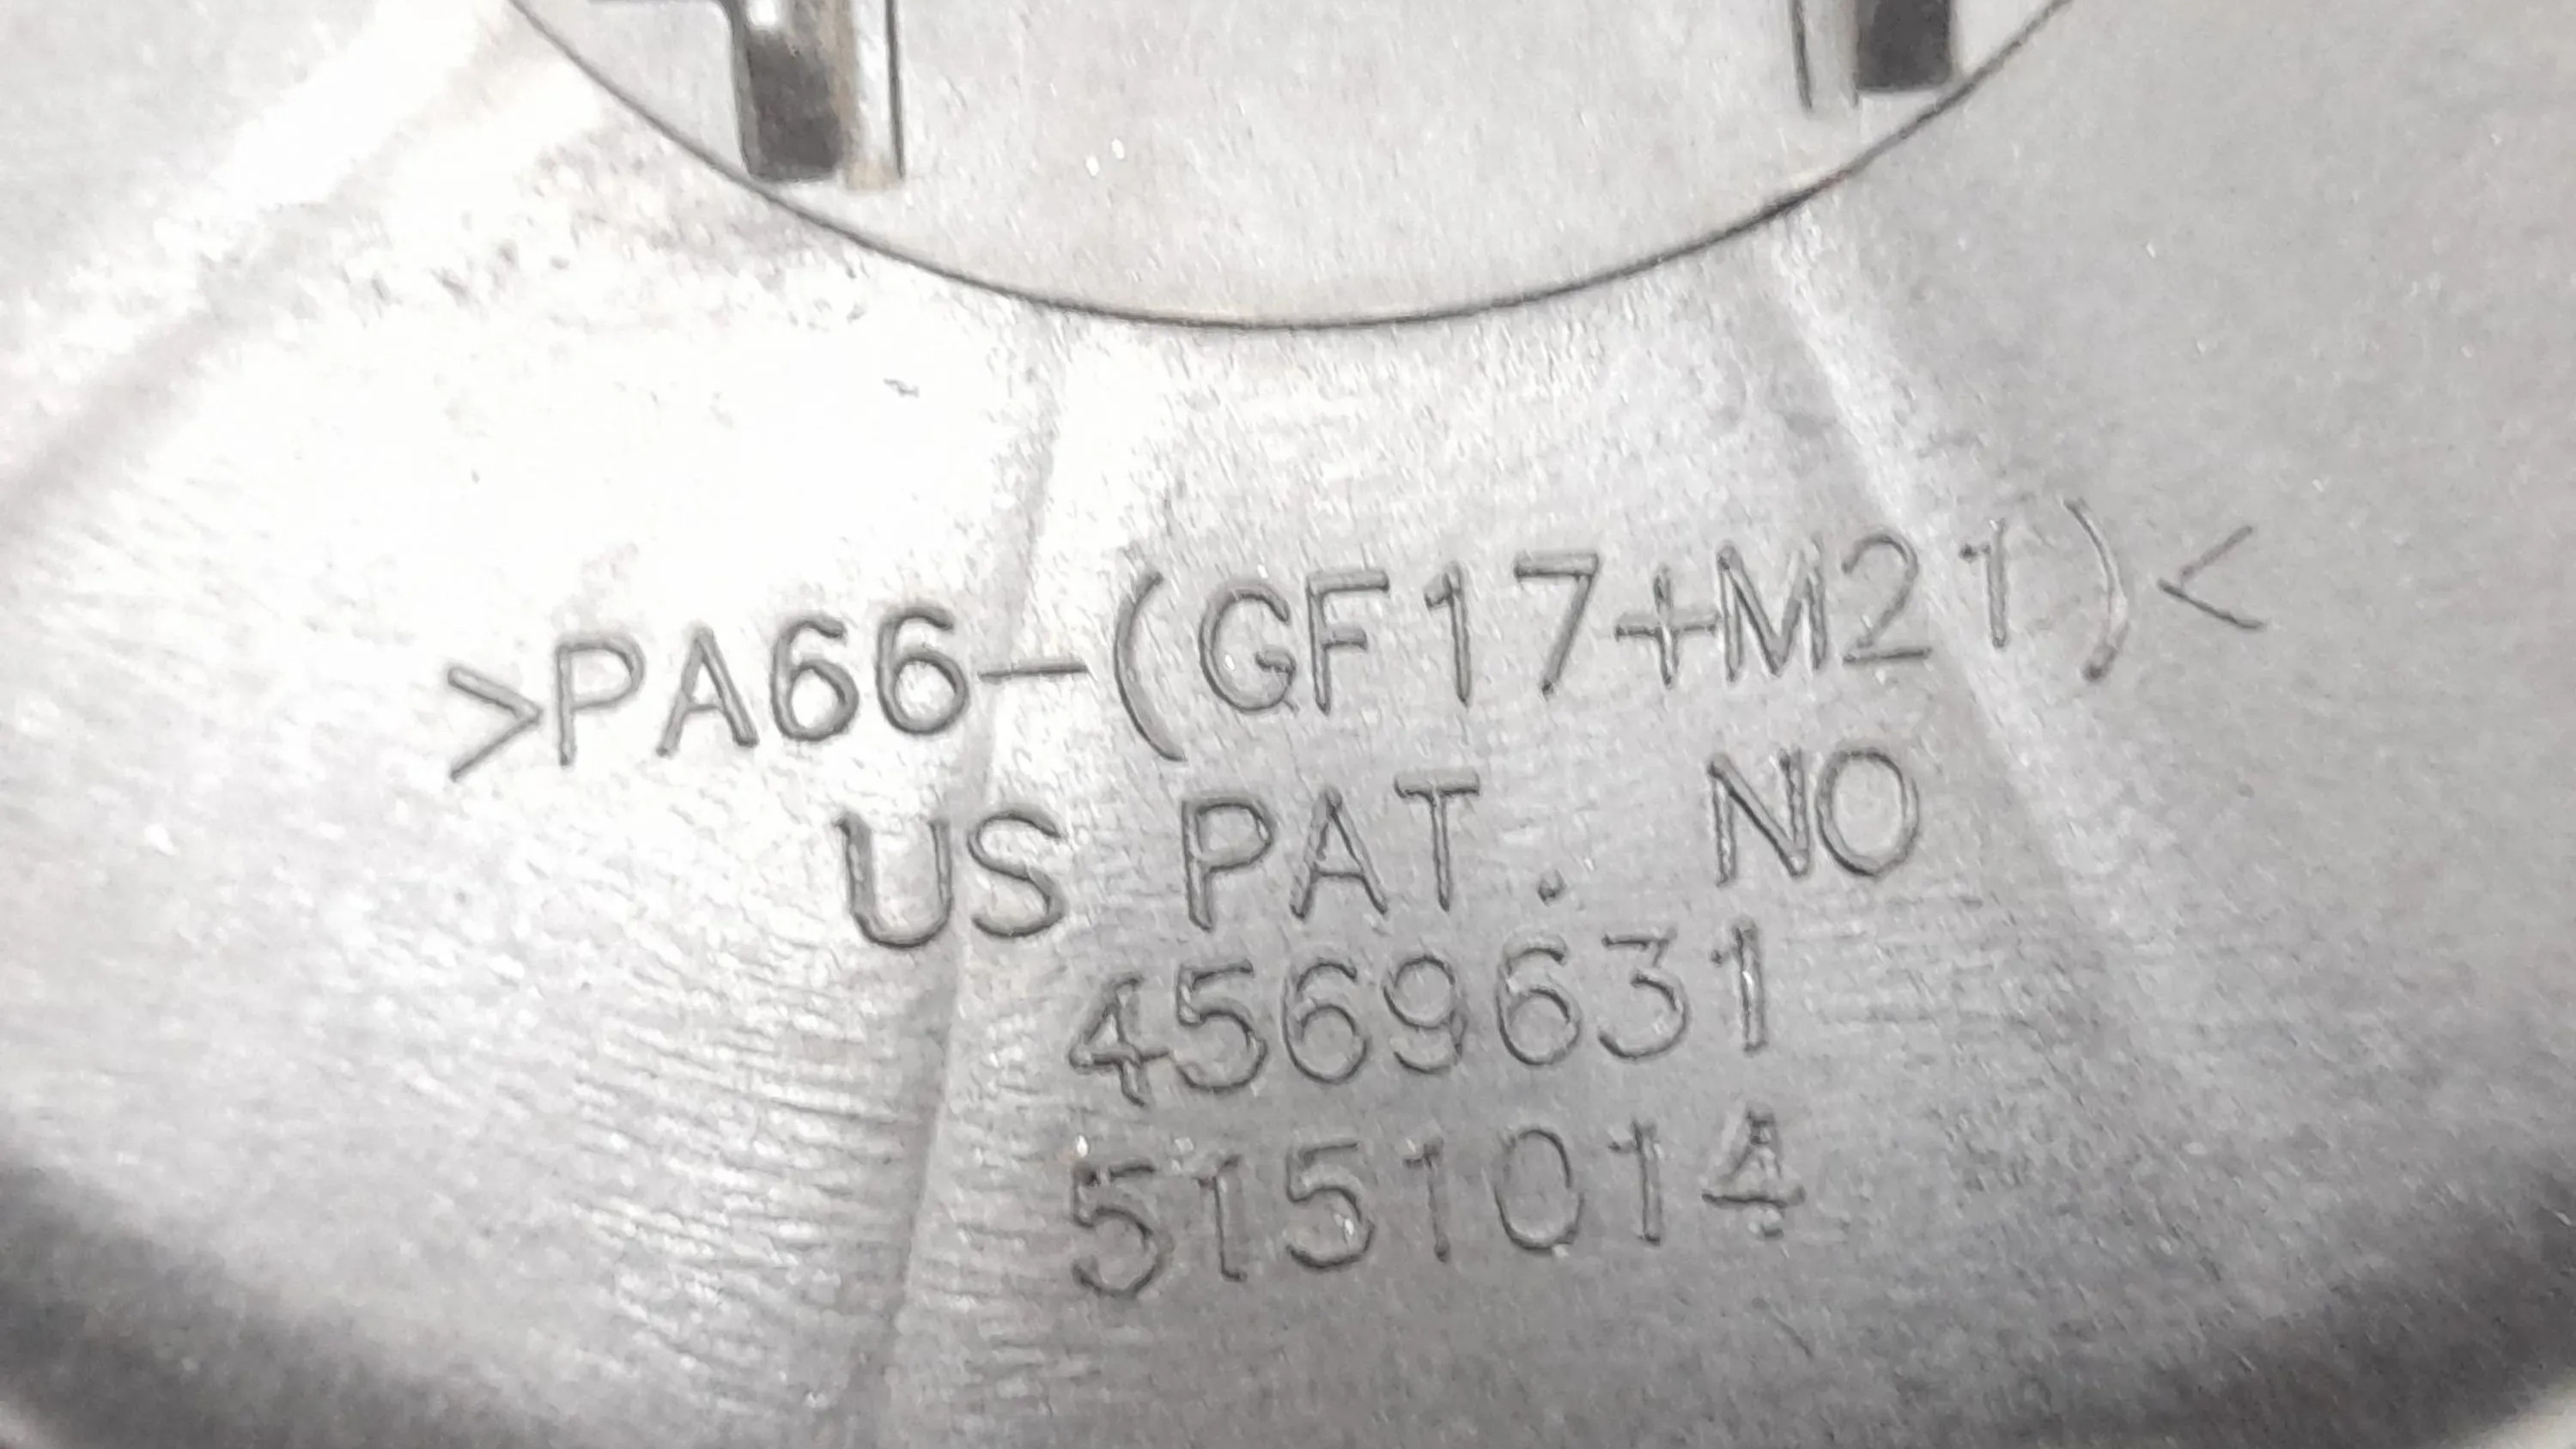 >PA66-(GF17+M21)<
US PAT. NO
4569631
5151014